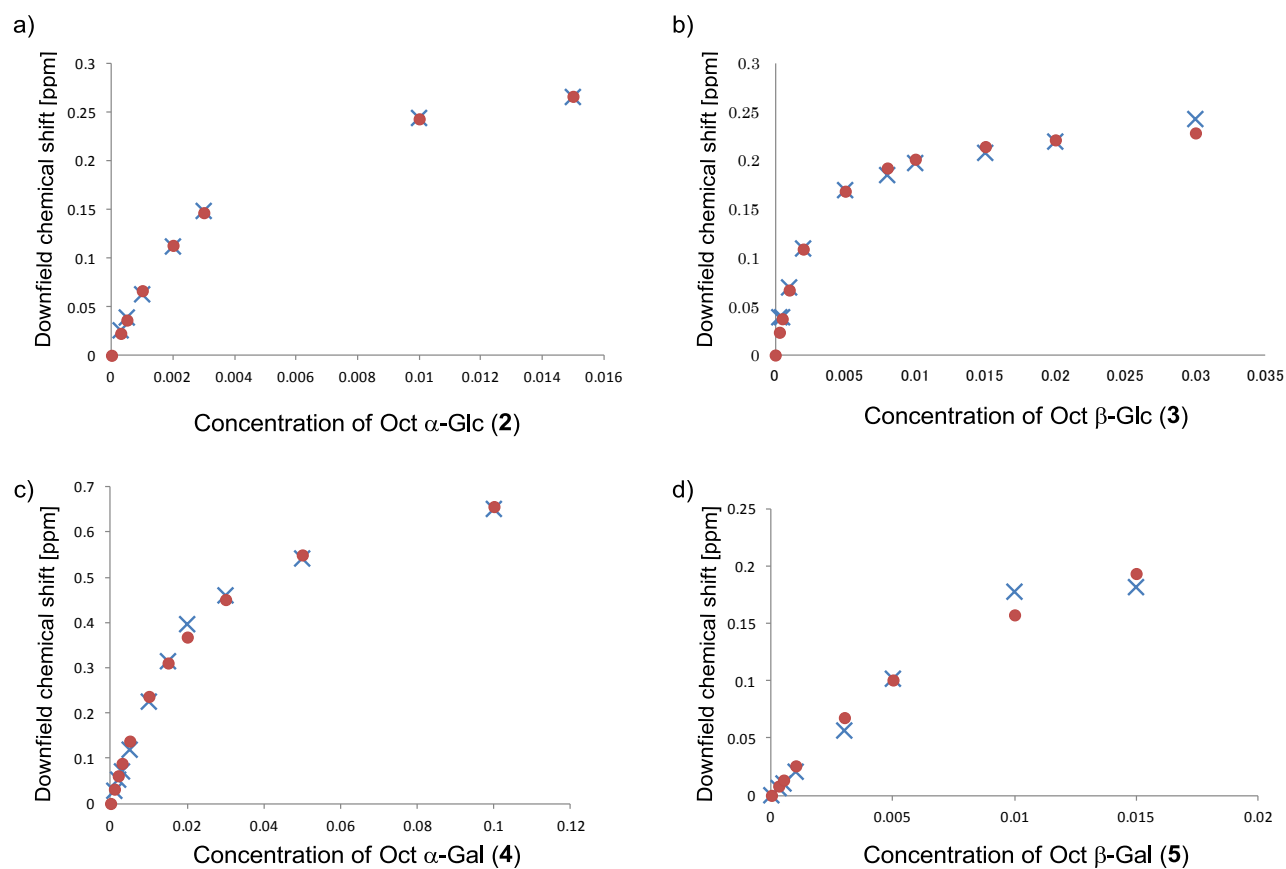 a)
Downfield chemical shift [ppm]
0.3
0.25
0.2
0.15
0.1
0.05
0
0 0.002 0.004 0.006 0.008 0.01 0.012 0.014 0.016
Concentration of Oct α-Glc (2)
b)
Downfield chemical shift [ppm]
0.3
0.25
0.2
0.15
0.1
0.05
0
0 0.005 0.01 0.015 0.02 0.025 0.03 0.035
Concentration of Oct β-Glc (3)
c)
Downfield chemical shift [ppm]
0.7
0.6
0.5
0.4
0.3
0.2
0.1
0
0 0.02 0.04 0.06 0.08 0.1 0.12
Concentration of Oct α-Gal (4)
d)
Downfield chemical shift [ppm]
0.25
0.2
0.15
0.1
0.05
0
0 0.005 0.01 0.015 0.02
Concentration of Oct β-Gal (5)